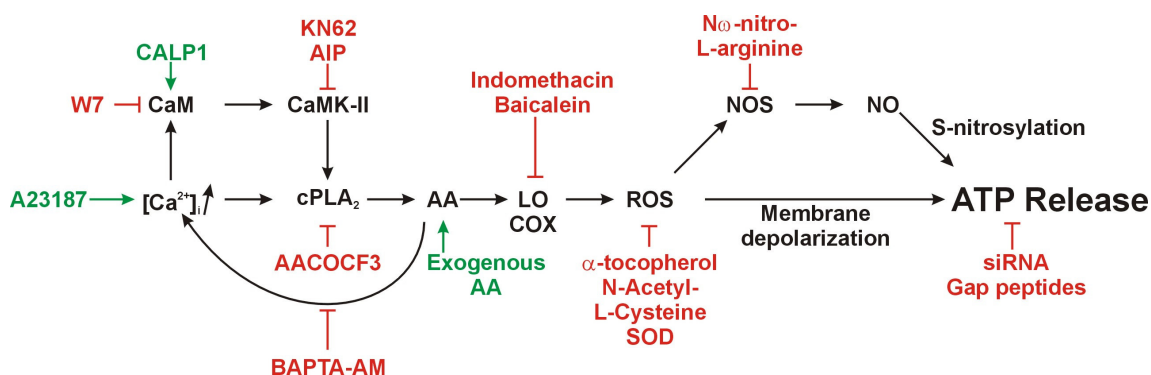 Nω-nitro-
L-arginine
KN62
AIP
CALP1
Indomethacin
Baicalein
W7
CaM
CaMK-II
NOS
NO
S-nitrosylation
A23187
[Ca²⁺]ᵢ
cPLA₂
AA
LO
COX
ROS
ATP Release
Membrane
depolarization
AACOCF3
Exogenous
AA
α-tocopherol
N-Acetyl-
L-Cysteine
SOD
siRNA
Gap peptides
BAPTA-AM